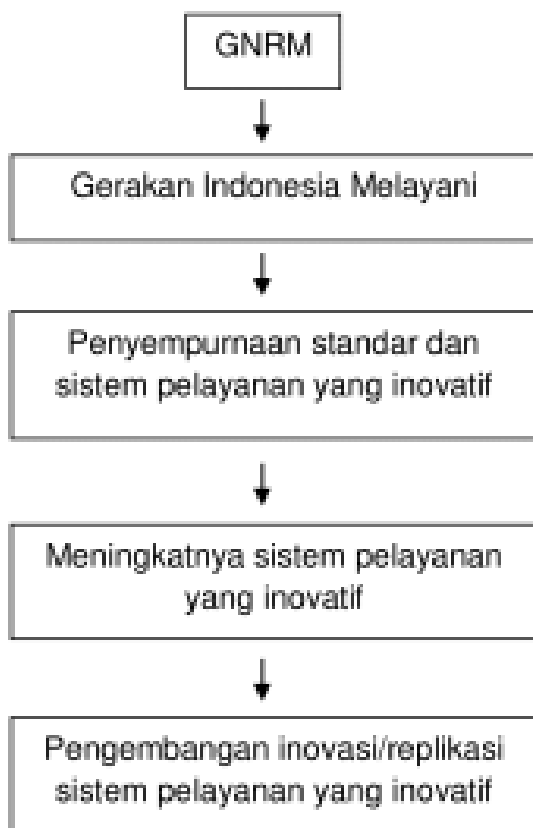 GNRM
Gerakan Indonesia Melayani
Penyempurnaan standar dan
sistem pelayanan yang inovatif
Meningkatnya sistem pelayanan
yang inovatif
Pengembangan inovasi/replikasi
sistem pelayanan yang inovatif